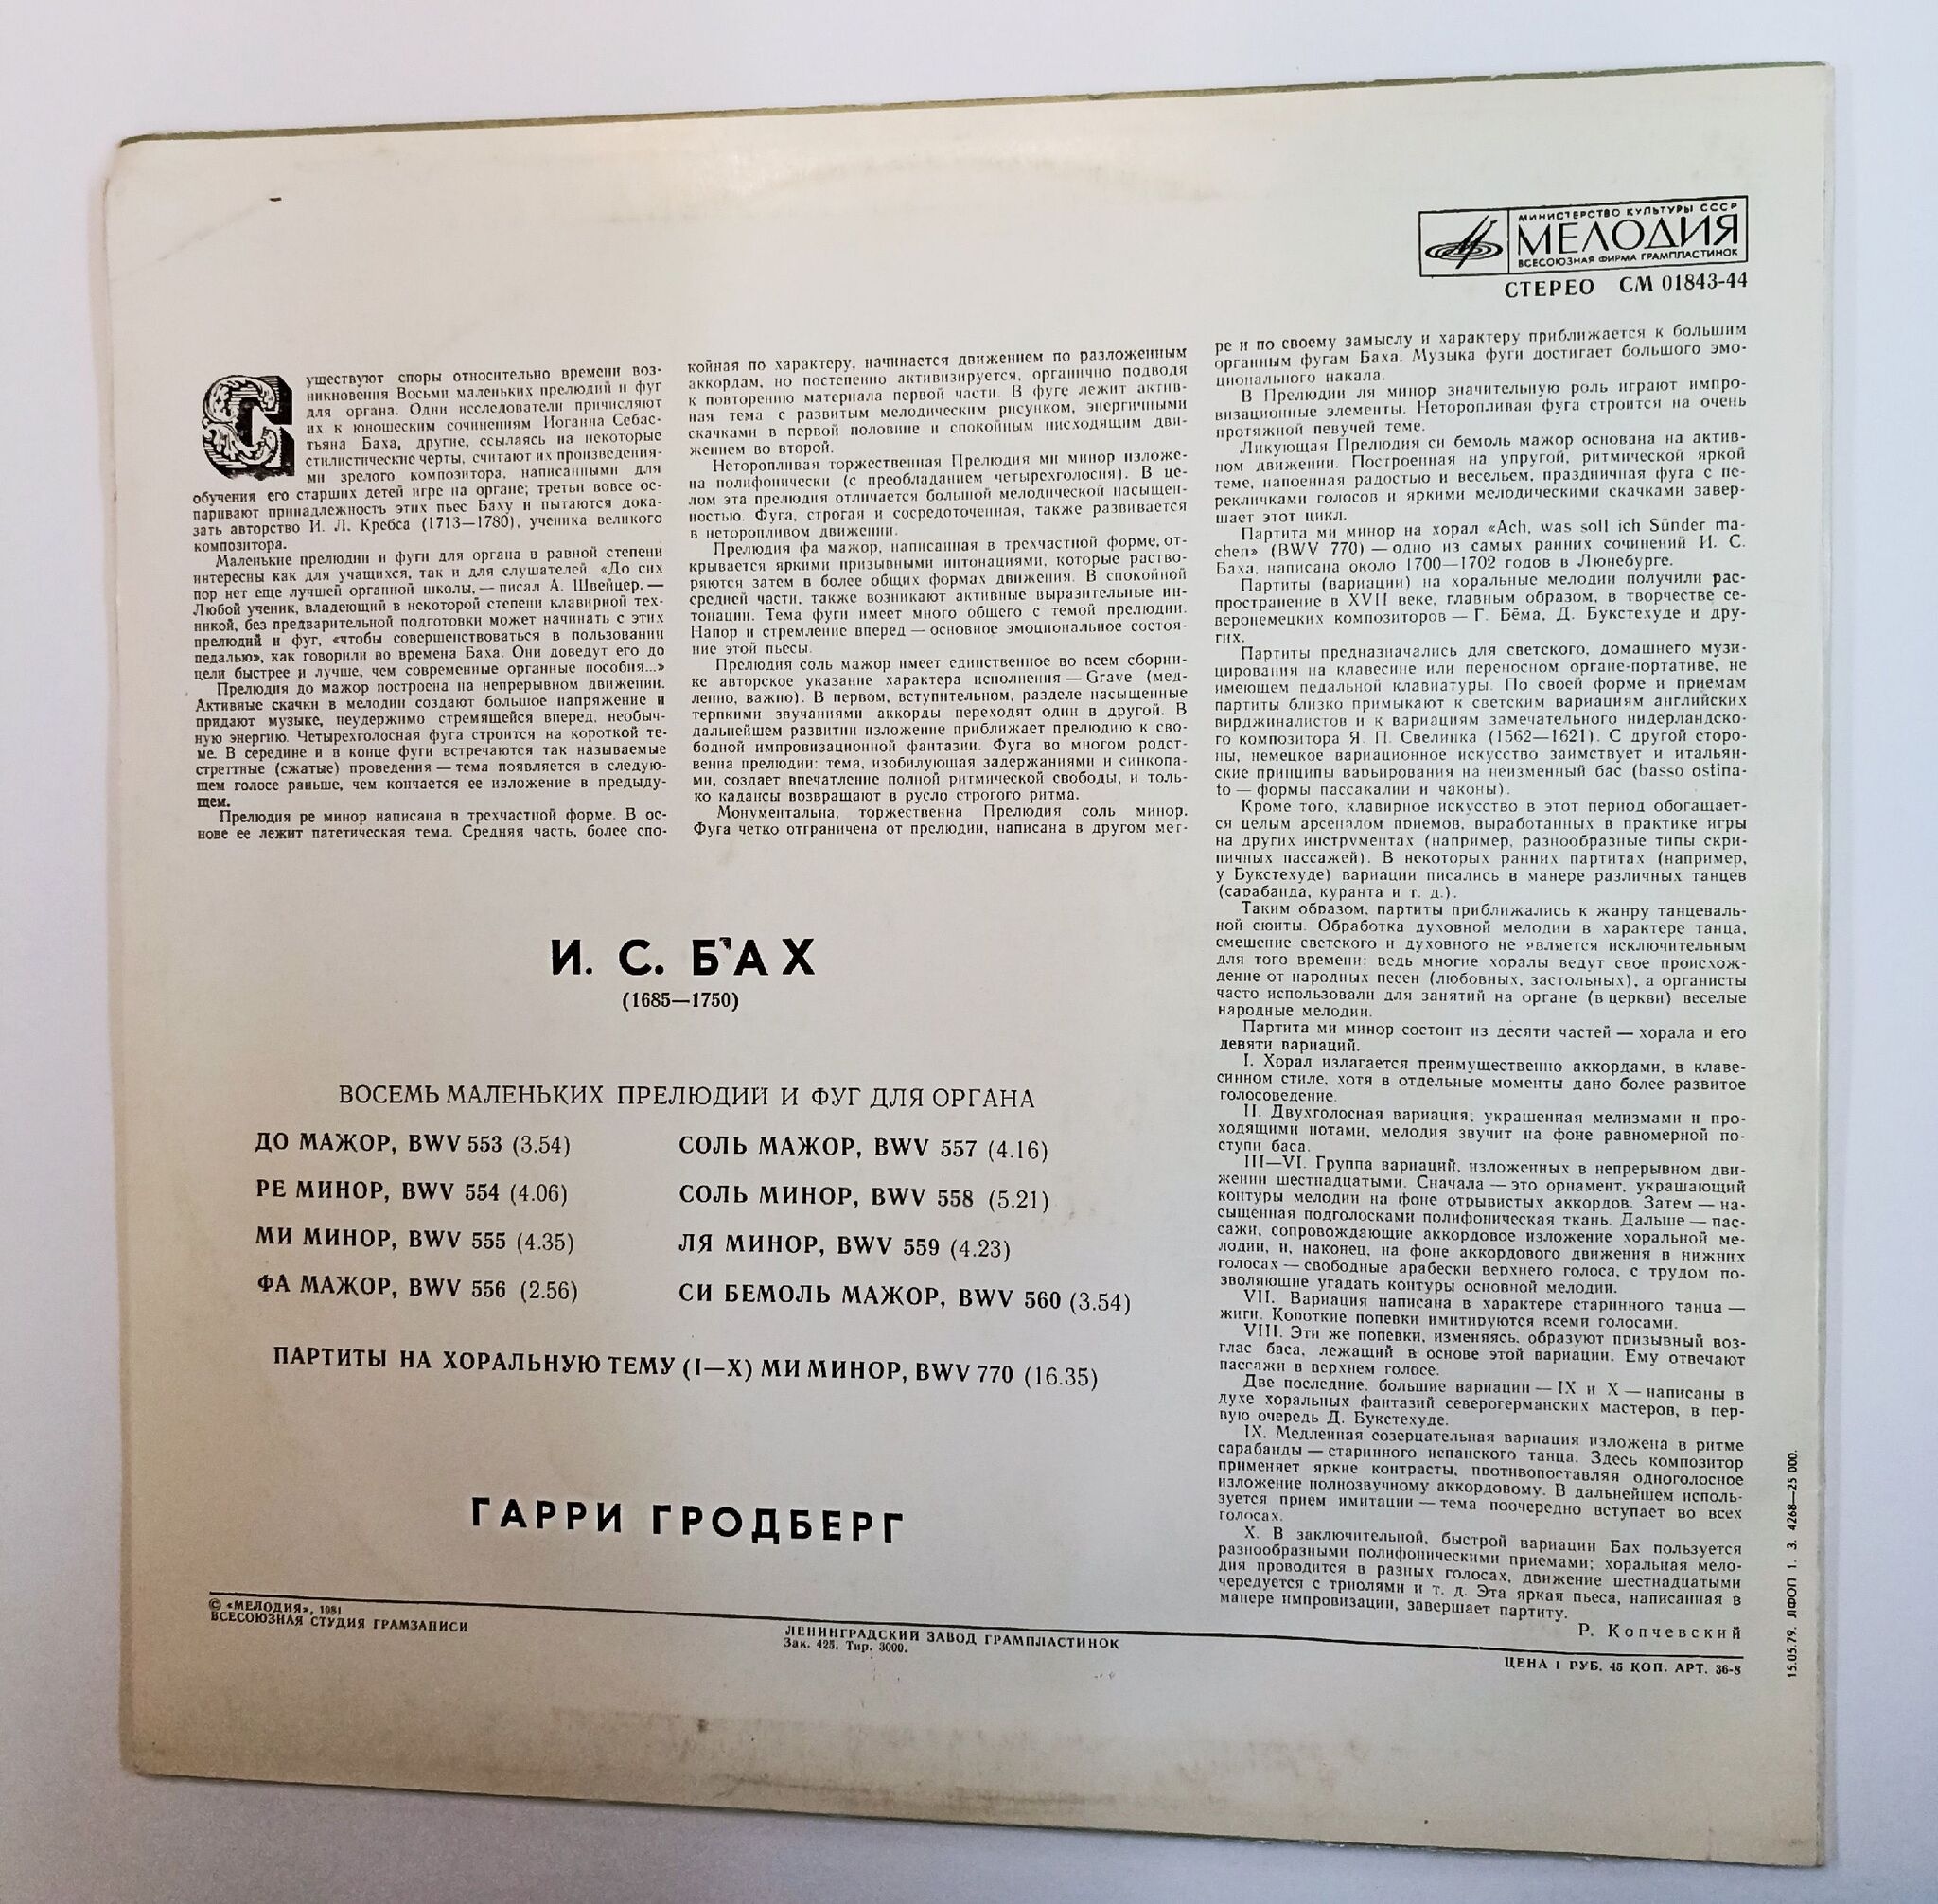 МИНИСТЕРСТВО КУЛЬТУРЫ СССР
МЕЛОДИЯ
ВСЕСОЮЗНАЯ ФИРМА ГРАМПЛАСТИНОК
СТЕРЕО СМ 01843-44
Существуют споры относительно времени воз-
никновения Восьми маленьких прелюдий и фуг
для органа. Одни исследователи причисляют
их к юношеским сочинениям Иоганна Себас-
тьяна Баха, другие, ссылаясь на некоторые
стилистические черты, считают их произведения-
ми зрелого композитора, написанными для
обучения его старших детей игре на органе; третьи вовсе ос-
паривают принадлежность этих пьес Баху и пытаются дока-
зать авторство И. Л. Кребса (1713—1780), ученика великого
композитора.
Маленькие прелюдии и фуги для органа в равной степени
интересны как для учащихся, так и для слушателей. «До сих
пор нет еще лучшей органной школы, — писал А. Швейцер. —
Любой ученик, владеющий в некоторой степени клавирной тех-
никой, без предварительной подготовки может начинать с этих
прелюдий и фуг, «чтобы совершенствоваться в пользовании
педалью», как говорили во времена Баха. Они доведут его до
цели быстрее и лучше, чем современные органные пособия...»
Прелюдия до мажор построена на непрерывном движении.
Активные скачки в мелодии создают большое напряжение и
придают музыке, неудержимо стремящейся вперед, необыч-
ную энергию. Четырехголосная фуга строится на короткой те-
ме. В середине и в конце фуги встречаются так называемые
стреттные (сжатые) проведения — тема появляется в следую-
щем голосе раньше, чем кончается ее изложение в предыду-
щем.
Прелюдия ре минор написана в трехчастной форме. В ос-
нове ее лежит патетическая тема. Средняя часть, более спо-
койная по характеру, начинается движением по разложенным
аккордам, но постепенно активизируется, органично подводя
к повторению материала первой части. В фуге лежит актив-
ная тема с развитым мелодическим рисунком, энергичными
скачками в первой половине и спокойным нисходящим дви-
жением во второй.
Неторопливая торжественная Прелюдия ми минор изложе-
на полифонически (с преобладанием четырехголосия). В це-
лом эта прелюдия отличается большой мелодической насыщен-
ностью. Фуга, строгая и сосредоточенная, также развивается
в неторопливом движении.
Прелюдия фа мажор, написанная в трехчастной форме, от-
крывается яркими призывными интонациями, которые раство-
ряются затем в более общих формах движения. В спокойной
средней части, также возникают активные выразительные ин-
тонации. Тема фуги имеет много общего с темой прелюдии.
Напор и стремление вперед — основное эмоциональное состоя-
ние этой пьесы.
Прелюдия соль мажор имеет единственное во всем сборни-
ке авторское указание характера исполнения — Grave (мед-
ленно, важно). В первом, вступительном, разделе насыщенные
терпкими звучаниями аккорды переходят один в другой. В
дальнейшем развитии изложение приближает прелюдию к сво-
бодной импровизационной фантазии. Фуга во многом родст-
венна прелюдии: тема, изобилующая задержаниями и синкопа-
ми, создает впечатление полной ритмической свободы, и толь-
ко кадансы возвращают в русло строгого ритма.
Монументальна, торжественна Прелюдия соль минор.
Фуга четко отграничена от прелюдии, написана в другом мет-
ре и по своему замыслу и характеру приближается к большим
органным фугам Баха. Музыка фуги достигает большого эмо-
ционального накала.
В Прелюдии ля минор значительную роль играют импро-
визационные элементы. Неторопливая фуга строится на очень
протяжной певучей теме.
Ликующая Прелюдия си бемоль мажор основана на актив-
ном движении. Построенная на упругой, ритмической яркой
теме, напоенная радостью и весельем, праздничная фуга с пе-
рекличками голосов и яркими мелодическими скачками завер-
шает этот цикл.
Партита ми минор на хорал «Ach, was soll ich Sünder ma-
chen» (BWV 770) — одно из самых ранних сочинений И. С.
Баха, написана около 1700—1702 годов в Люнебурге.
Партиты (вариации) на хоральные мелодии получили рас-
пространение в XVII веке, главным образом, в творчестве се-
веронемецких композиторов — Г. Бёма, Д. Букстехуде и дру-
гих.
Партиты предназначались для светского, домашнего музи-
цирования на клавесине или переносном органе-портативе, не
имеющем педальной клавиатуры. По своей форме и приёмам
партиты близко примыкают к светским вариациям английских
вирджиналистов и к вариациям замечательного нидерландско-
го композитора Я. П. Свелинка (1562—1621). С другой сторо-
ны, немецкое вариационное искусство заимствует и итальян-
ские принципы варьирования на неизменный бас (basso ostina-
to — формы пассакалии и чаконы).
Кроме того, клавирное искусство в этот период обогащает-
ся целым арсеналом приемов, выработанных в практике игры
на других инструментах (например, разнообразные типы скри-
пичных пассажей). В некоторых ранних партитах (например,
у Букстехуде) вариации писались в манере различных танцев
(сарабанда, куранта и т. д.).
Таким образом, партиты приближались к жанру танцеваль-
ной сюиты. Обработка духовной мелодии в характере танца,
смешение светского и духовного не является исключительным
для того времени: ведь многие хоралы ведут свое происхож-
дение от народных песен (любовных, застольных), а органисты
часто использовали для занятий на органе (в церкви) веселые
народные мелодии.
Партита ми минор состоит из десяти частей — хорала и его
девяти вариаций.
I. Хорал излагается преимущественно аккордами, в клаве-
синном стиле, хотя в отдельные моменты дано более развитое
голосоведение.
II. Двухголосная вариация; украшенная мелизмами и про-
ходящими нотами, мелодия звучит на фоне равномерной по-
ступи баса.
III—VI. Группа вариаций, изложенных в непрерывном дви-
жении шестнадцатыми. Сначала — это орнамент, украшающий
контуры мелодии на фоне отрывистых аккордов. Затем — на-
сыщенная подголосками полифоническая ткань. Дальше — пас-
сажи, сопровождающие аккордовое изложение хоральной ме-
лодии, и, наконец, на фоне аккордового движения в нижних
голосах — свободные арабески верхнего голоса, с трудом по-
зволяющие угадать контуры основной мелодии.
VII. Вариация написана в характере старинного танца —
жиги. Короткие попевки имитируются всеми голосами.
VIII. Эти же попевки, изменяясь, образуют призывный воз-
глас баса, лежащий в основе этой вариации. Ему отвечают
пассажи в верхнем голосе.
Две последние, большие вариации — IX и X — написаны в
духе хоральных фантазий северогерманских мастеров, в пер-
вую очередь Д. Букстехуде.
IX. Медленная созерцательная вариация изложена в ритме
сарабанды — старинного испанского танца. Здесь композитор
применяет яркие контрасты, противопоставляя одноголосное
изложение полнозвучному аккордовому. В дальнейшем исполь-
зуется прием имитации — тема поочередно вступает во всех
голосах.
X. В заключительной, быстрой вариации Бах пользуется
разнообразными полифоническими приемами; хоральная мело-
дия проводится в разных голосах, движение шестнадцатыми
чередуется с триолями и т. д. Эта яркая пьеса, написанная в
манере импровизации, завершает партиту.
Р. Копчевский
И. С. БАХ
(1685—1750)
ВОСЕМЬ МАЛЕНЬКИХ ПРЕЛЮДИЙ И ФУГ ДЛЯ ОРГАНА
ДО МАЖОР, BWV 553 (3.54)
РЕ МИНОР, BWV 554 (4.06)
МИ МИНОР, BWV 555 (4.35)
ФА МАЖОР, BWV 556 (2.56)
СОЛЬ МАЖОР, BWV 557 (4.16)
СОЛЬ МИНОР, BWV 558 (5.21)
ЛЯ МИНОР, BWV 559 (4.23)
СИ БЕМОЛЬ МАЖОР, BWV 560 (3.54)
ПАРТИТЫ НА ХОРАЛЬНУЮ ТЕМУ (I—X) МИ МИНОР, BWV 770 (16.35)
ГАРРИ ГРОДБЕРГ
© «МЕЛОДИЯ», 1981
ВСЕСОЮЗНАЯ СТУДИЯ ГРАМЗАПИСИ
ЛЕНИНГРАДСКИЙ ЗАВОД ГРАМПЛАСТИНОК
Зак. 425. Тир. 3000.
ЦЕНА 1 РУБ. 45 КОП. АРТ. 36-8
15.05.79. ЛФОП 1. З. 4268—25 000.